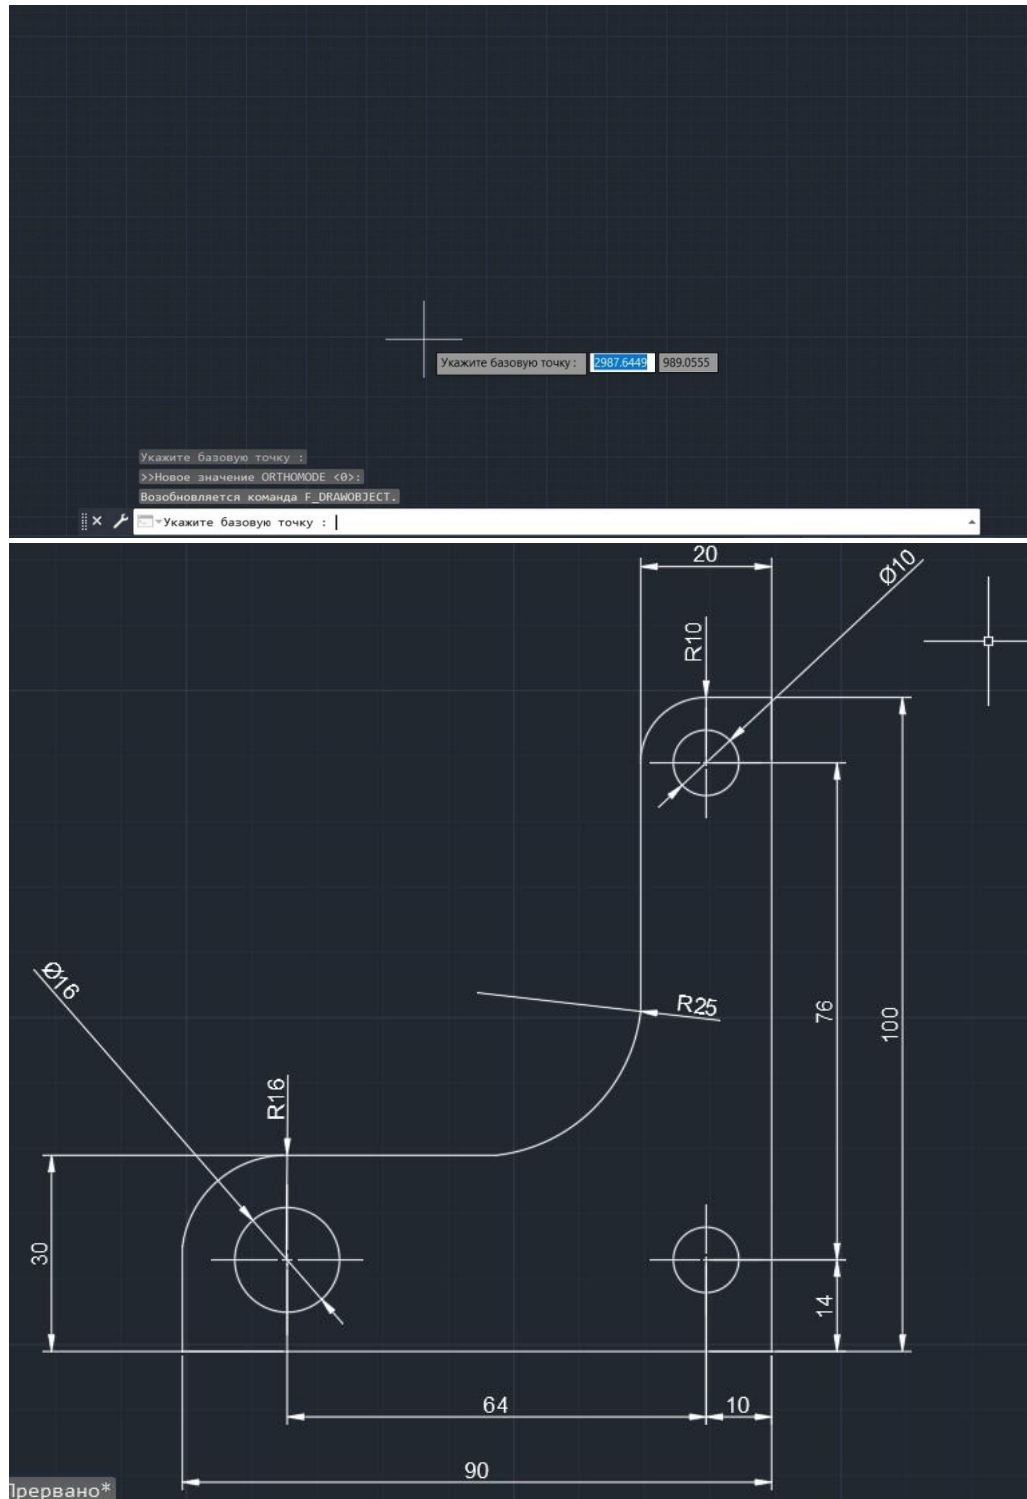 Укажите базовую точку : 2987.6449 989.0555
Укажите базовую точку :
>>Новое значение ORTHOMODE <0>:
Возобновляется команда F_DRAWOBJECT.
Укажите базовую точку :
20
Ø10
R10
Ø16
R25
76
100
R16
30
14
64
10
90
Прервано*